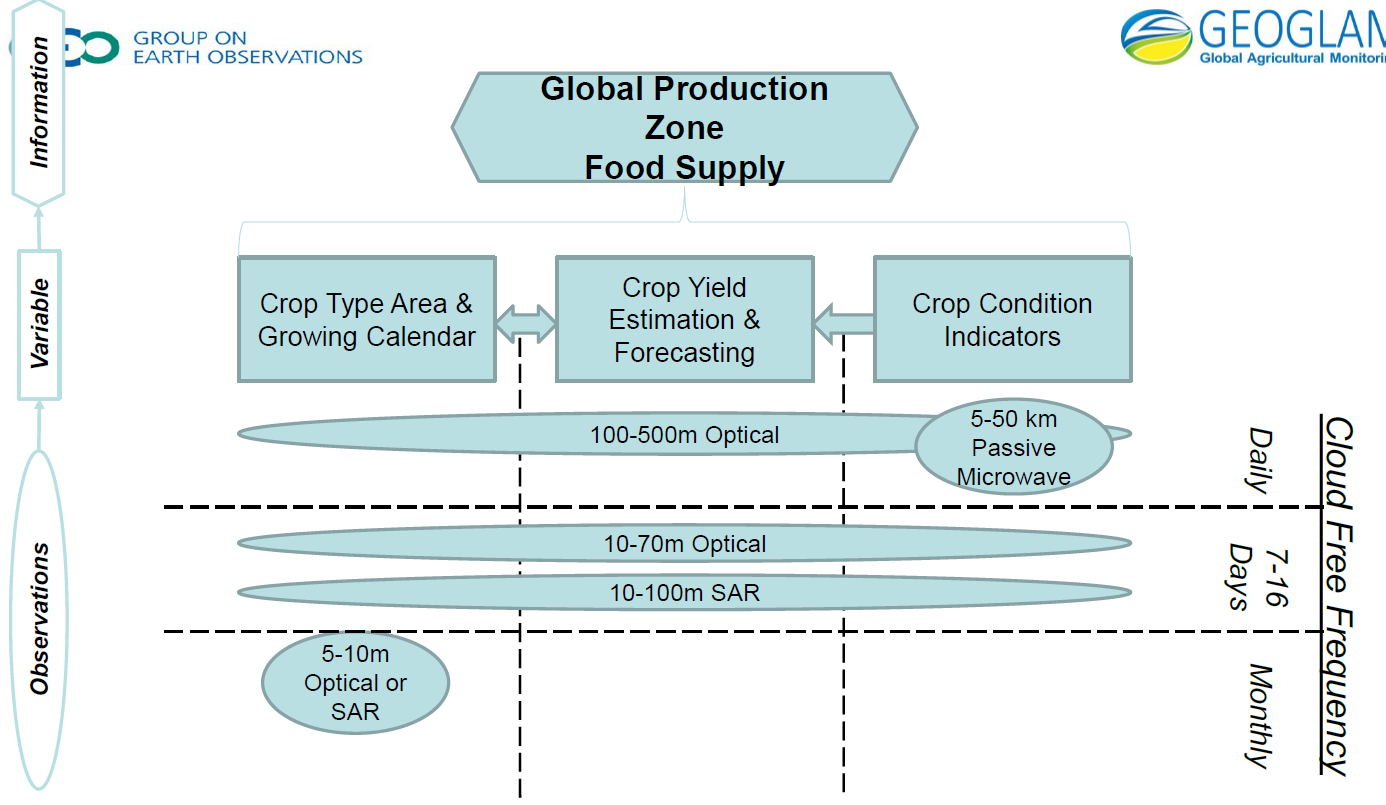 GROUP ON
EARTH OBSERVATIONS
GEOGLAM
Global Agricultural Monitorin
Information
Variable
Observations
Global Production
Zone
Food Supply
Crop Type Area &
Growing Calendar
Crop Yield
Estimation &
Forecasting
Crop Condition
Indicators
100-500m Optical
5-50 km
Passive
Microwave
10-70m Optical
10-100m SAR
5-10m
Optical or
SAR
Daily
7-16
Days
Monthly
Cloud Free Frequency